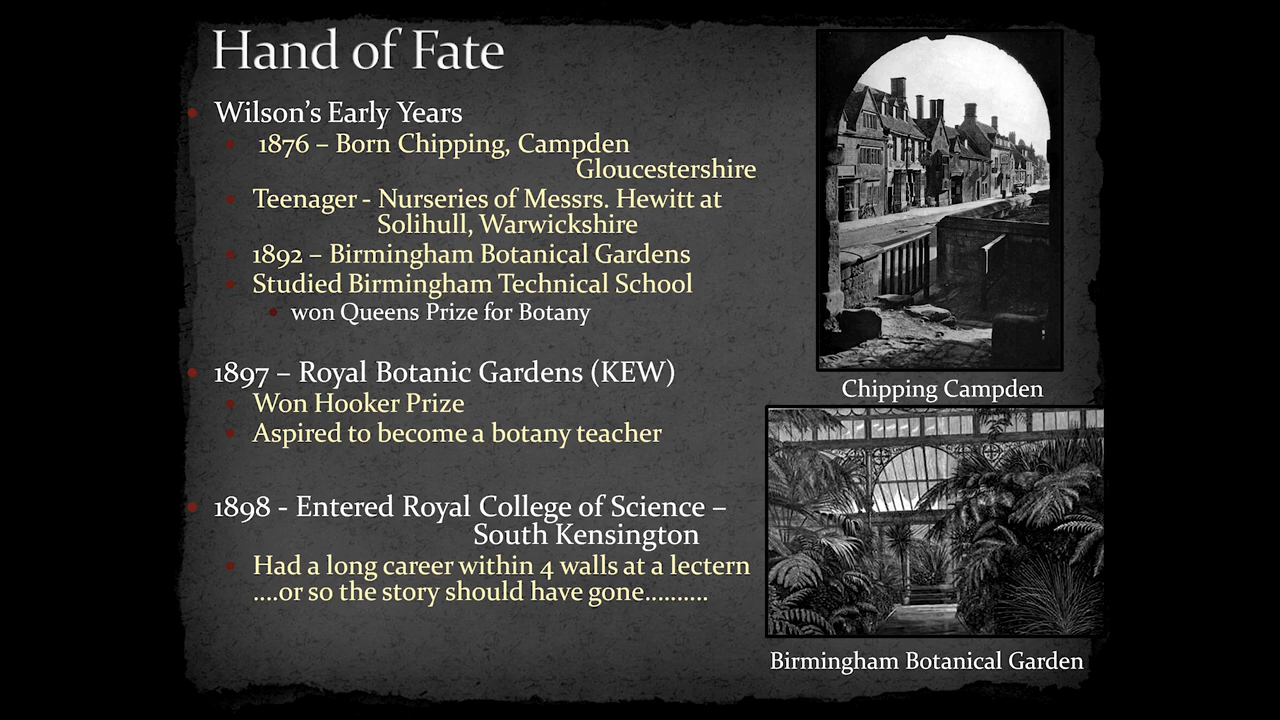 Hand of Fate
Wilson's Early Years
1876 – Born Chipping, Campden
Gloucestershire
Teenager - Nurseries of Messrs. Hewitt at
Solihull, Warwickshire
1892 – Birmingham Botanical Gardens
Studied Birmingham Technical School
won Queens Prize for Botany
1897 – Royal Botanic Gardens (KEW)
Won Hooker Prize
Aspired to become a botany teacher
1898 - Entered Royal College of Science –
South Kensington
Had a long career within 4 walls at a lectern
....or so the story should have gone..........
Chipping Campden
Birmingham Botanical Garden